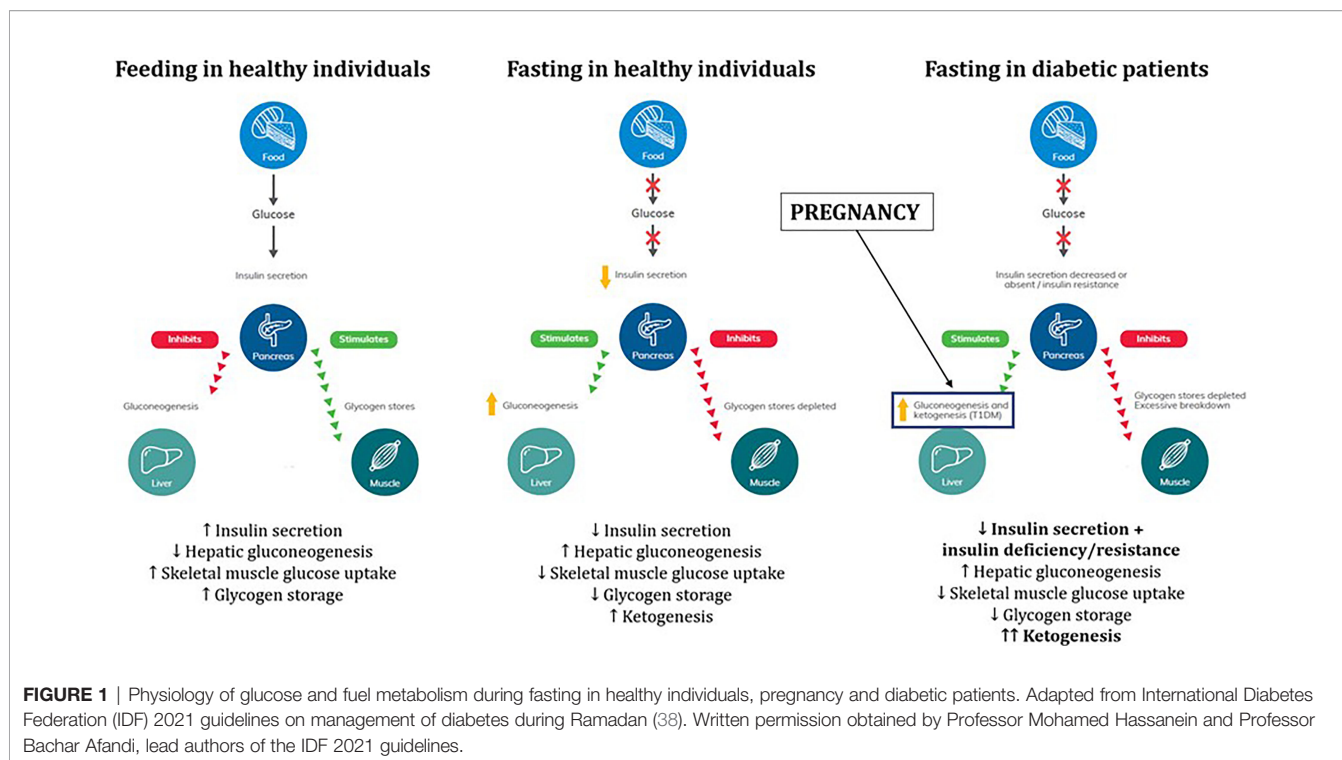 Feeding in healthy individuals
Food
Glucose
Insulin secretion
Inhibits
Pancreas
Stimulates
Gluconeogenesis
Glycogen stores
Liver
Muscle
↑ Insulin secretion
↓ Hepatic gluconeogenesis
↑ Skeletal muscle glucose uptake
↑ Glycogen storage
Fasting in healthy individuals
Food
Glucose
Insulin secretion
Stimulates
Pancreas
Inhibits
Gluconeogenesis
Glycogen stores depleted
Liver
Muscle
↓ Insulin secretion
↑ Hepatic gluconeogenesis
↓ Skeletal muscle glucose uptake
↓ Glycogen storage
↑ Ketogenesis
PREGNANCY
Fasting in diabetic patients
Food
Glucose
Insulin secretion decreased or
absent / insulin resistance
Stimulates
Pancreas
Inhibits
Gluconeogenesis and
ketogenesis (T1DM)
Glycogen stores depleted
Excessive breakdown
Liver
Muscle
↓ Insulin secretion +
insulin deficiency/resistance
↑ Hepatic gluconeogenesis
↓ Skeletal muscle glucose uptake
↓ Glycogen storage
↑↑ Ketogenesis
FIGURE 1 | Physiology of glucose and fuel metabolism during fasting in healthy individuals, pregnancy and diabetic patients. Adapted from International Diabetes
Federation (IDF) 2021 guidelines on management of diabetes during Ramadan (38). Written permission obtained by Professor Mohamed Hassanein and Professor
Bachar Afandi, lead authors of the IDF 2021 guidelines.